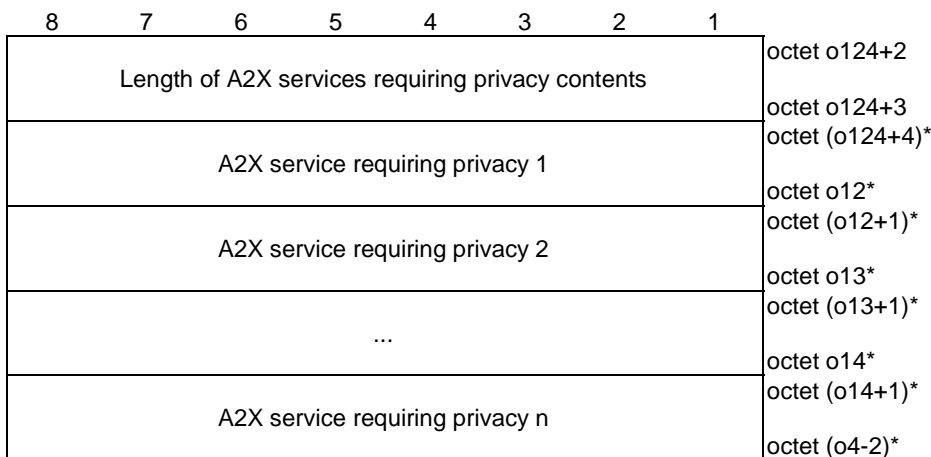 8 7 6 5 4 3 2 1
octet o124+2
Length of A2X services requiring privacy contents
octet o124+3
octet (o124+4)*
A2X service requiring privacy 1
octet o12*
octet (o12+1)*
A2X service requiring privacy 2
octet o13*
octet (o13+1)*
...
octet o14*
octet (o14+1)*
A2X service requiring privacy n
octet (o4-2)*